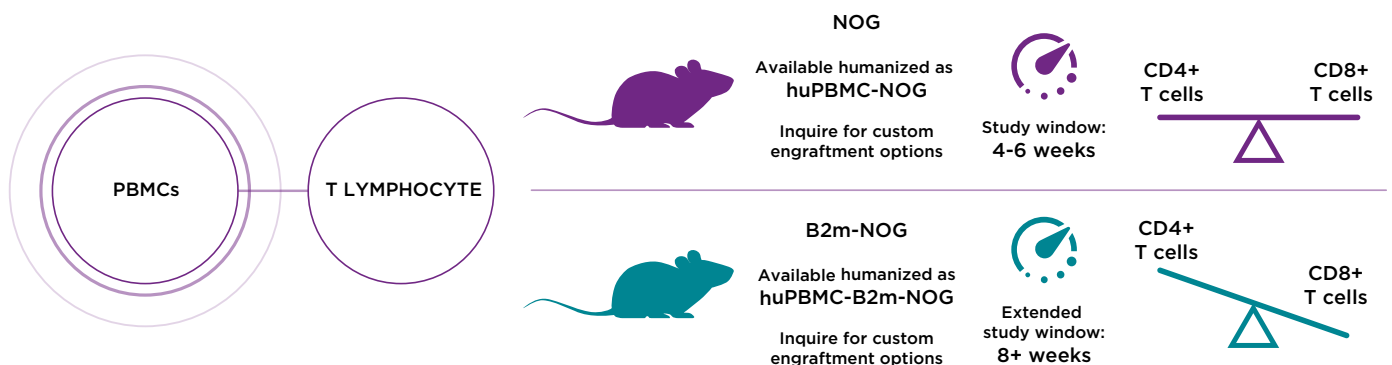 PBMCs
T LYMPHOCYTE
NOG
Available humanized as
huPBMC-NOG
Inquire for custom
engraftment options
Study window:
4-6 weeks
CD4+
T cells
CD8+
T cells
B2m-NOG
Available humanized as
huPBMC-B2m-NOG
Inquire for custom
engraftment options
Extended
study window:
8+ weeks
CD4+
T cells
CD8+
T cells